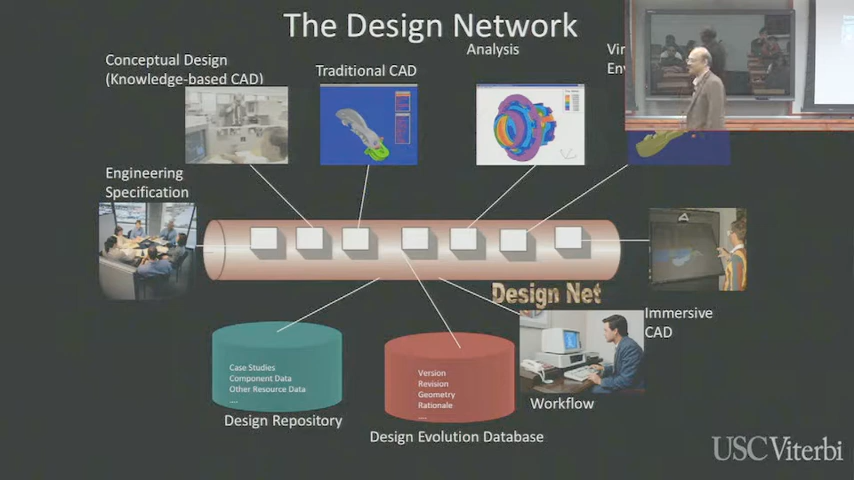 The Design Network
Conceptual Design
(Knowledge-based CAD)
Traditional CAD
Analysis
Engineering
Specification
Design Net
Immersive
CAD
Case Studies
Component Data
Other Resource Data
....
Design Repository
Version
Revision
Geometry
Rationale
....
Design Evolution Database
Workflow
USC Viterbi